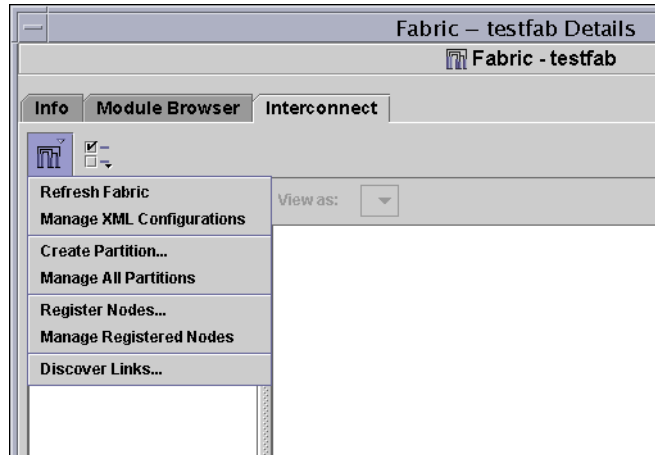 Fabric – testfab Details
Fabric - testfab
Info Module Browser Interconnect
Refresh Fabric
View as:
Manage XML Configurations
Create Partition...
Manage All Partitions
Register Nodes...
Manage Registered Nodes
Discover Links...